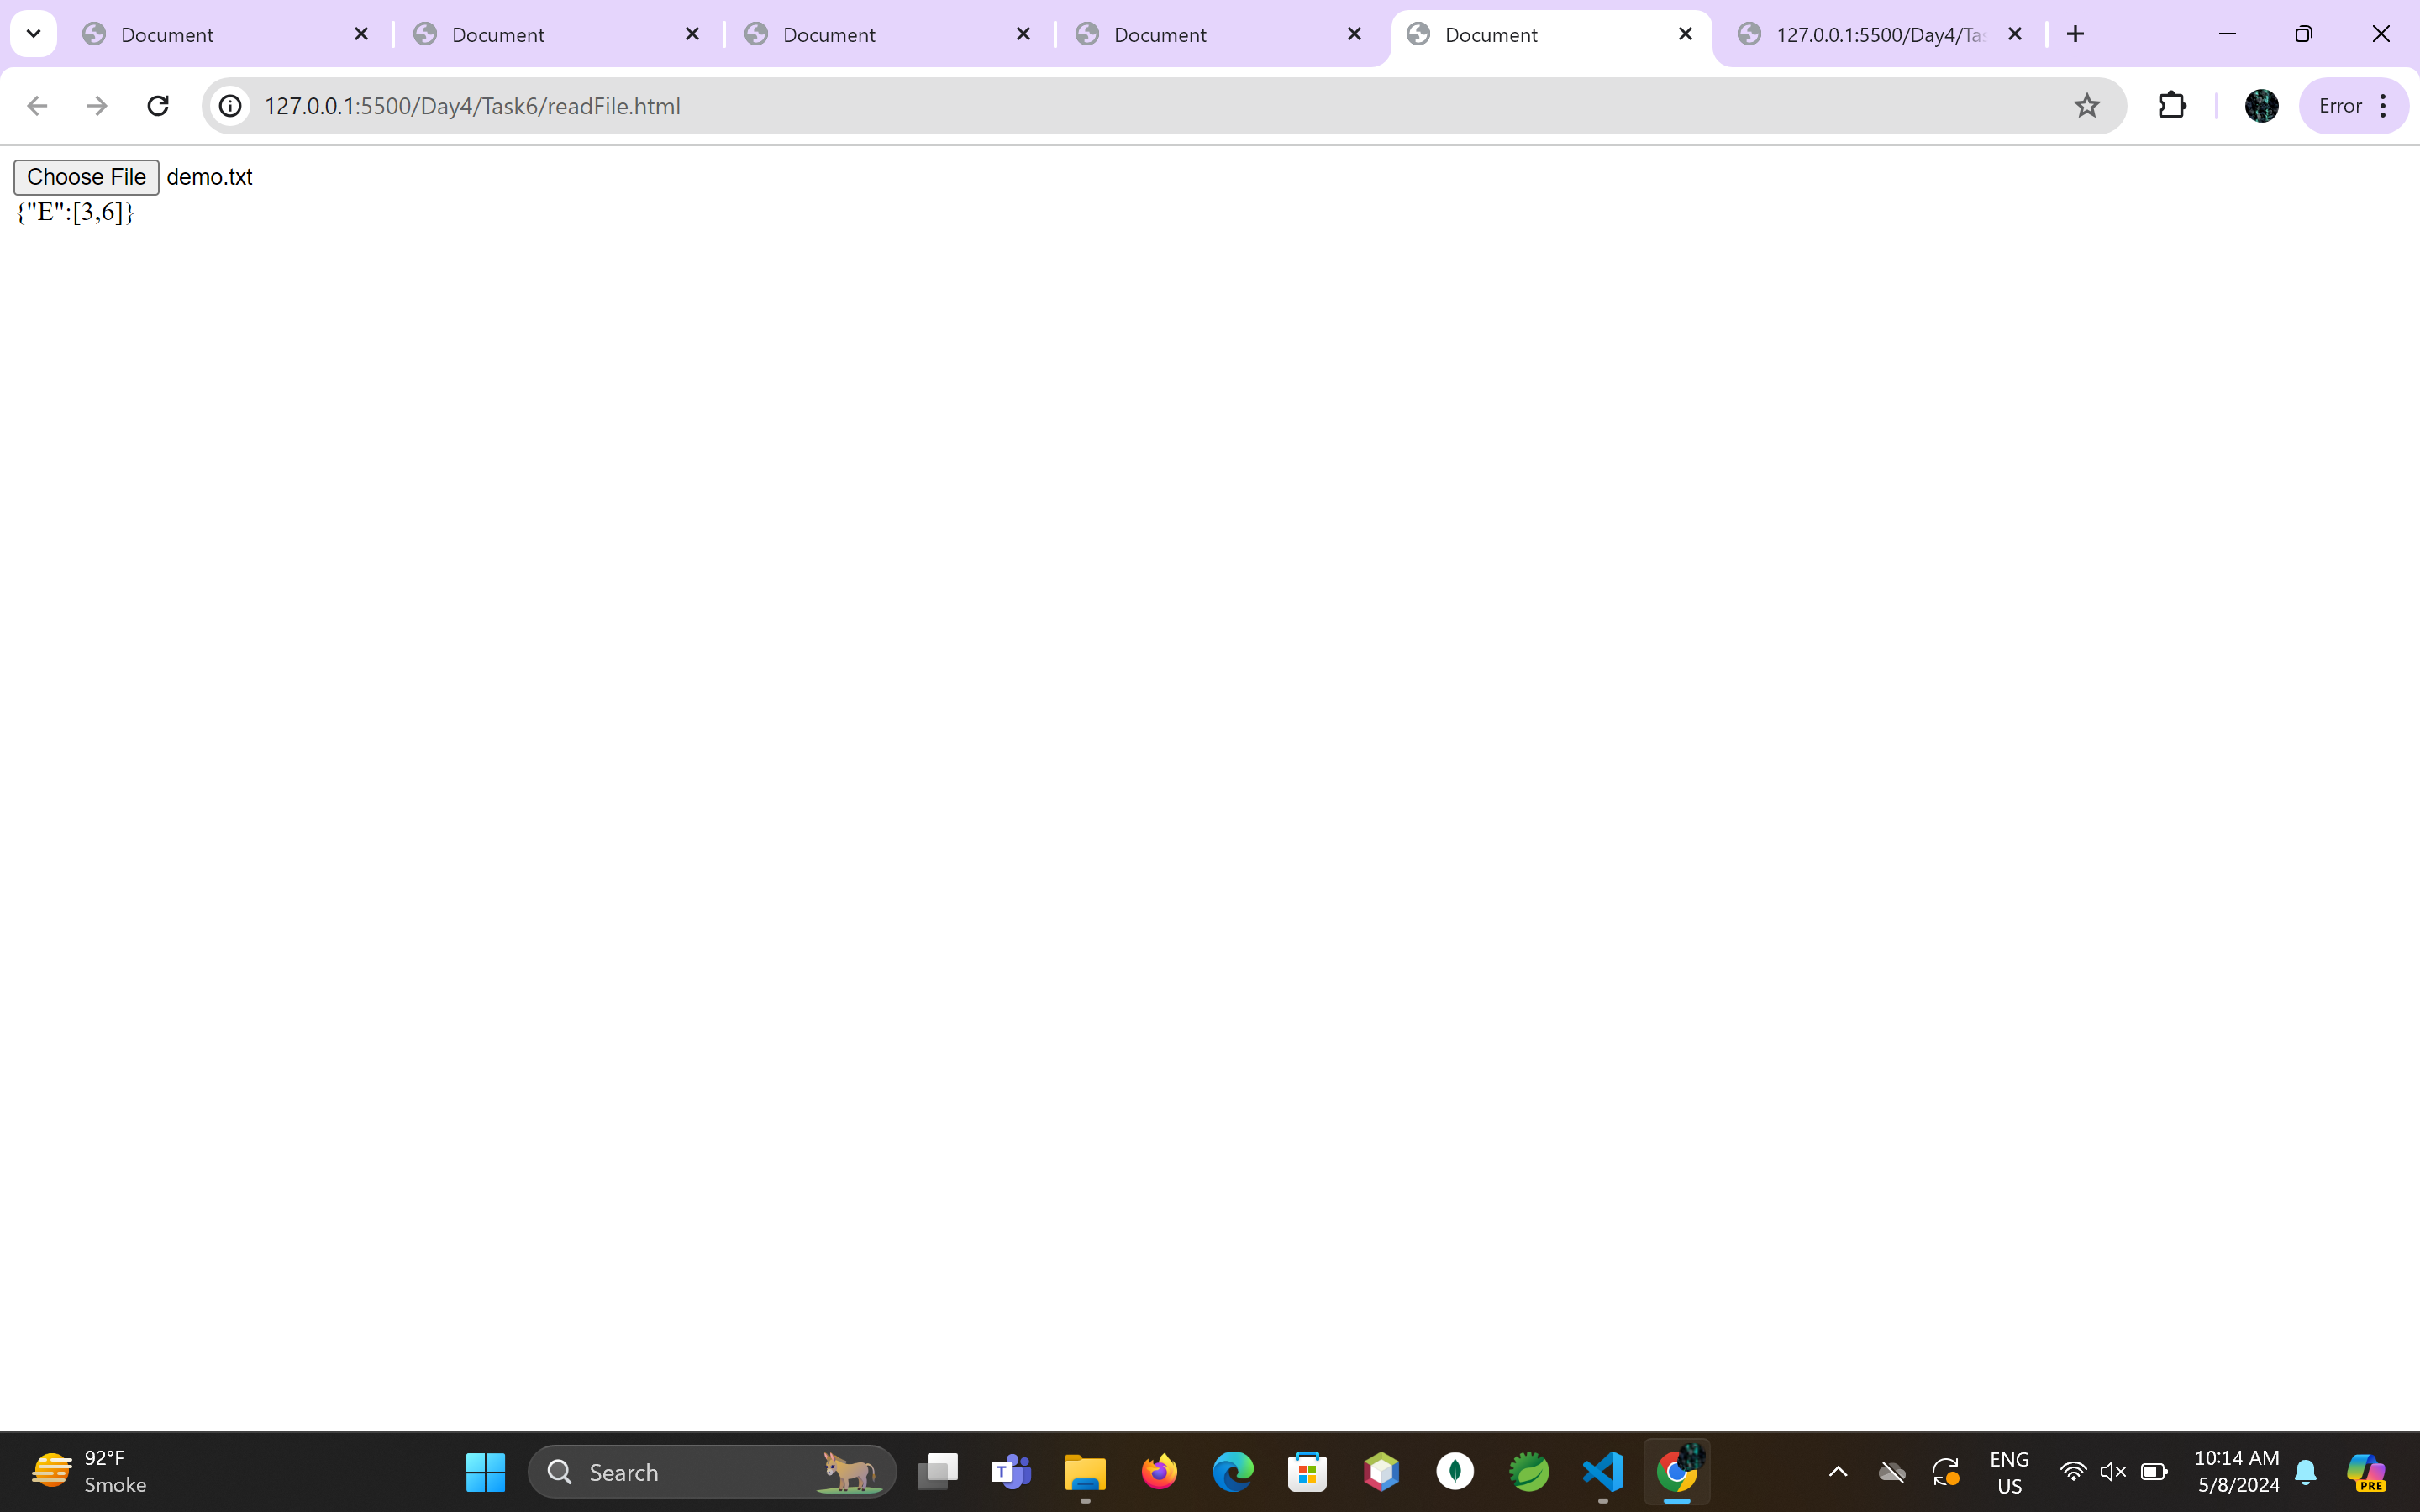 Document
Document
Document
Document
Document
127.0.0.1:5500/Day4/Tas
127.0.0.1:5500/Day4/Task6/readFile.html
Error
Choose File demo.txt
{"E":[3,6]}
92°F
Smoke
Search
T
ENG
US
10:14 AM
5/8/2024
PRE